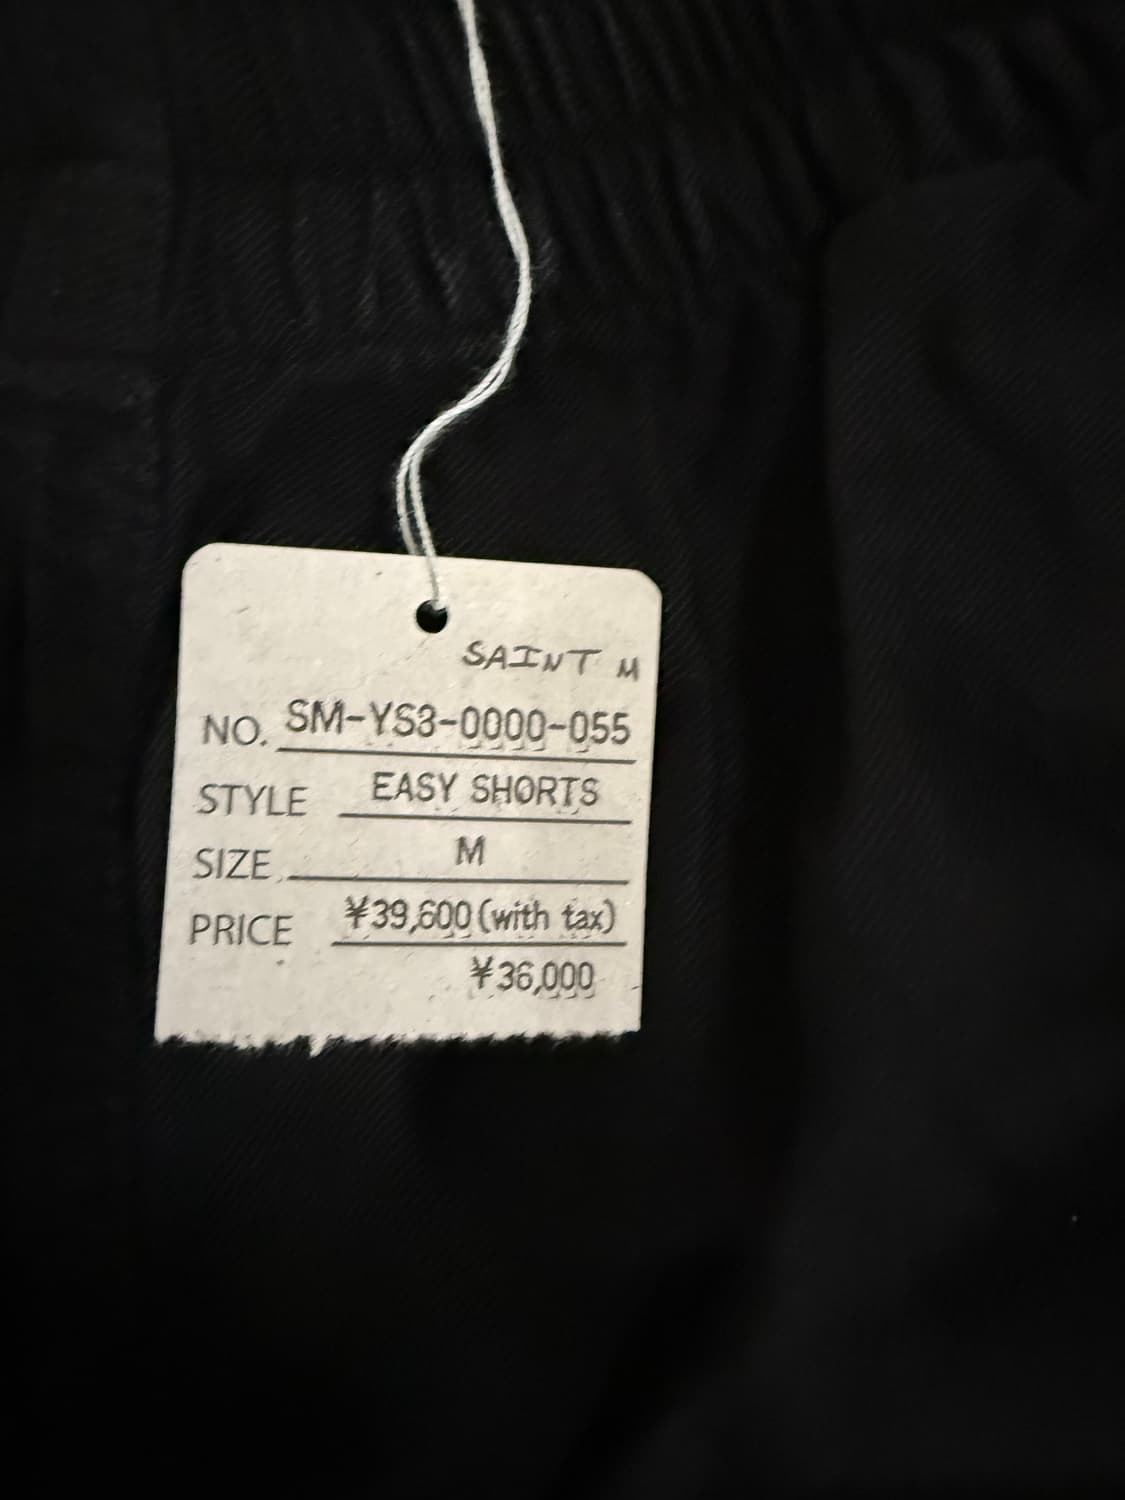 SAINT M
NO. SM-YS3-0000-055
STYLE EASY SHORTS
SIZE M
PRICE ¥39,600(with tax)
¥36,000